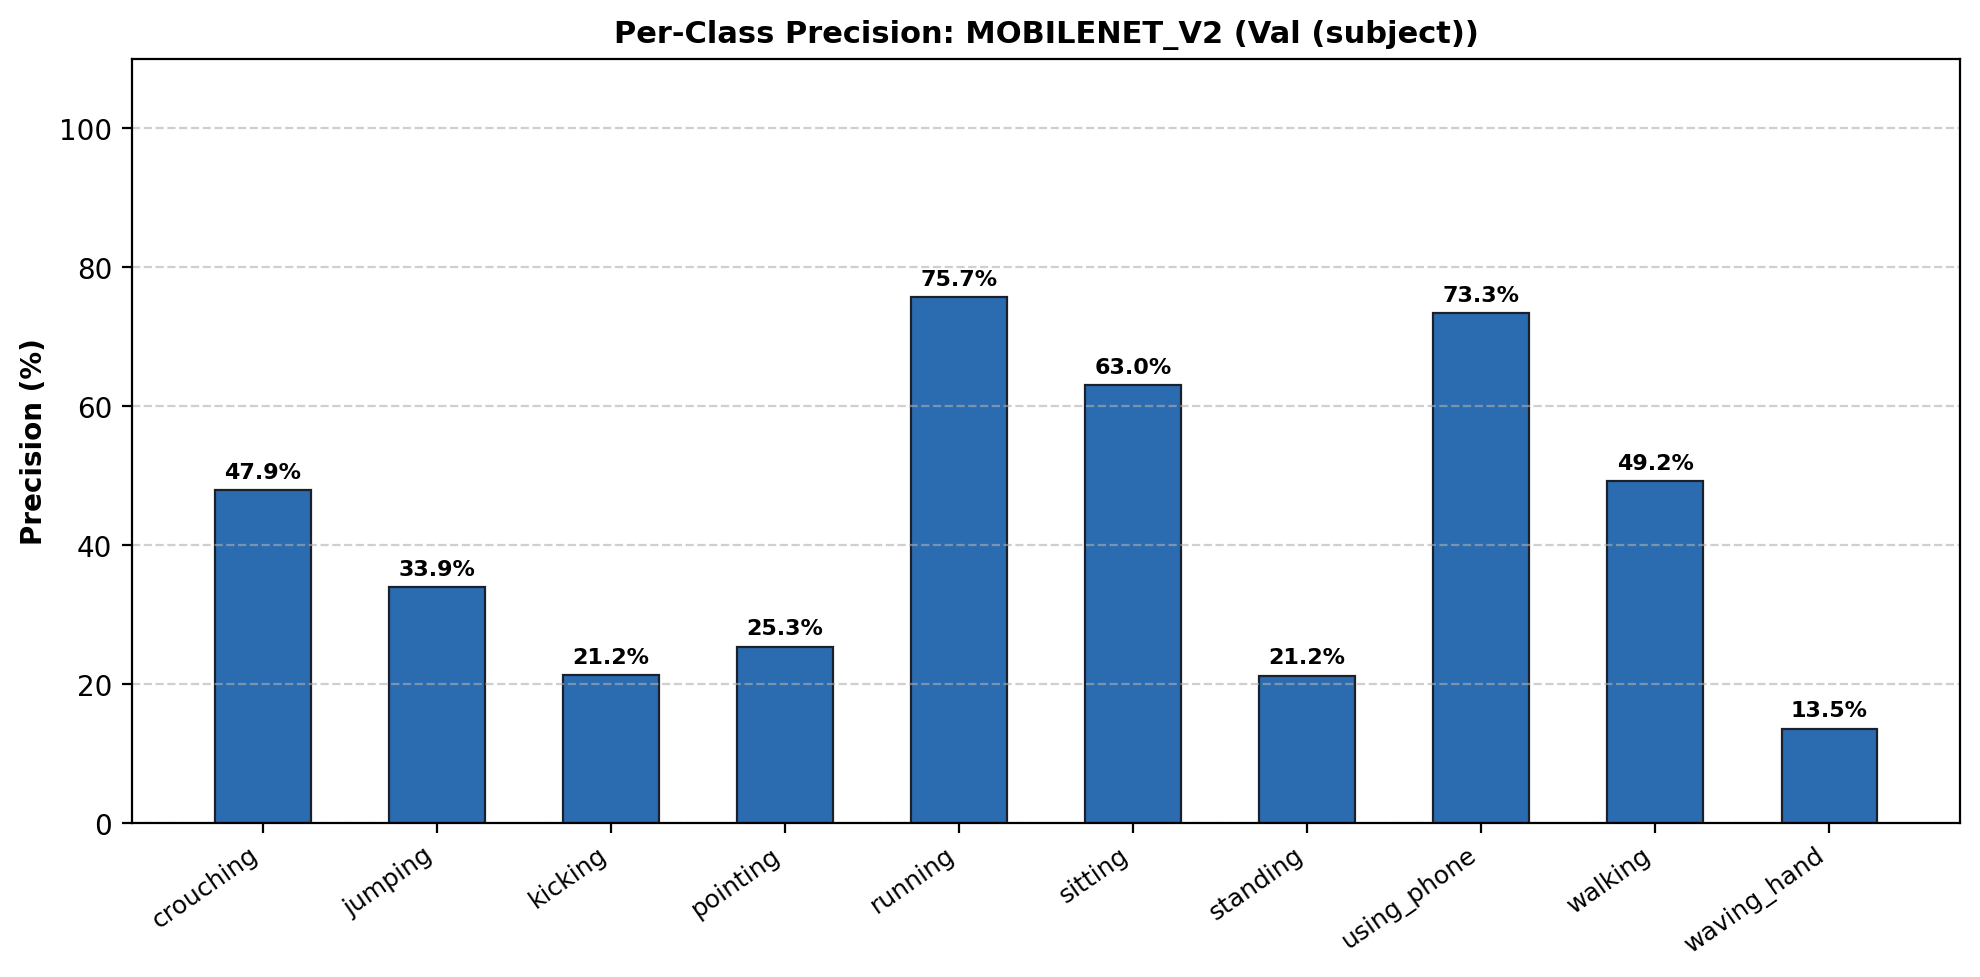 Per-Class Precision: MOBILENET_V2 (Val (subject))
Precision (%)
100
80
60
40
20
0
47.9%
33.9%
21.2%
25.3%
75.7%
63.0%
21.2%
73.3%
49.2%
13.5%
crouching
jumping
kicking
pointing
running
sitting
standing
using_phone
walking
waving_hand